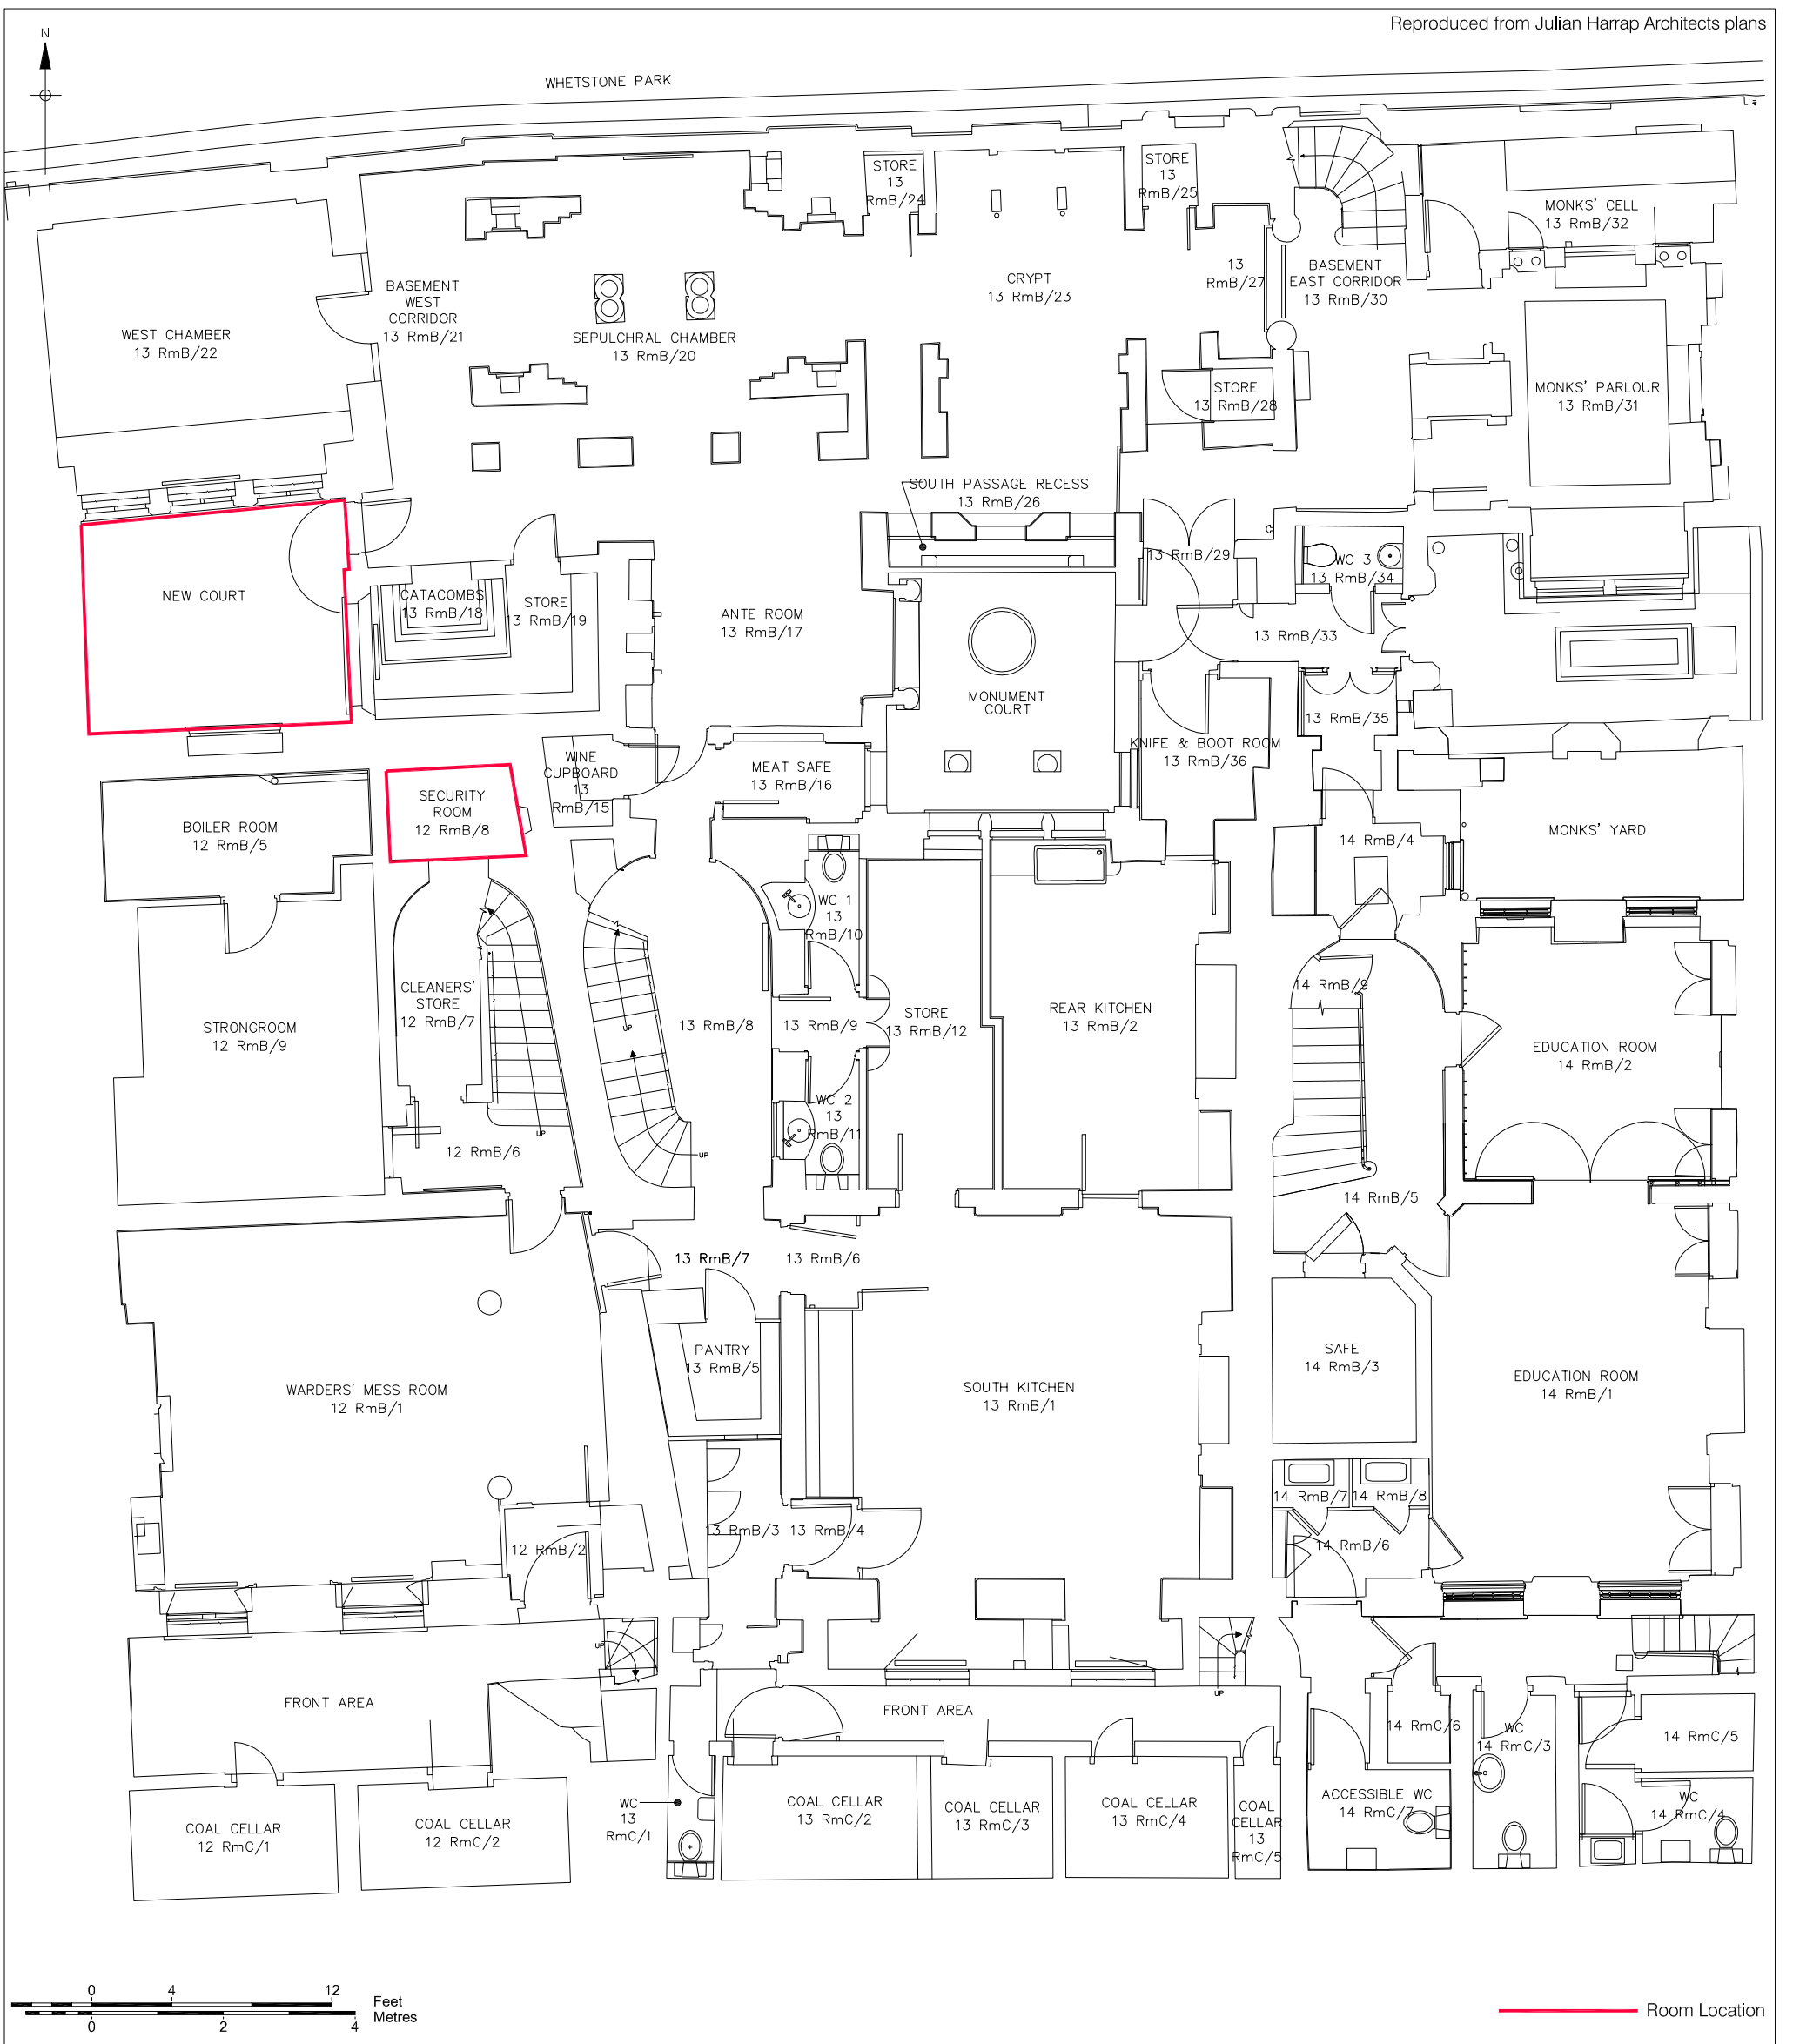 Reproduced from Julian Harrap Architects plans
N
WHETSTONE PARK
STORE
13
RmB/24
STORE
13
RmB/25
MONKS' CELL
13 RmB/32
BASEMENT
WEST
CORRIDOR
13 RmB/21
CRYPT
13 RmB/23
13
RmB/27
BASEMENT
EAST CORRIDOR
13 RmB/30
WEST CHAMBER
13 RmB/22
SEPULCHRAL CHAMBER
13 RmB/20
STORE
13 RmB/28
MONKS' PARLOUR
13 RmB/31
SOUTH PASSAGE RECESS
13 RmB/26
13 RmB/29
WC 3
13 RmB/34
NEW COURT
CATACOMBS
13 RmB/18
STORE
13 RmB/19
ANTE ROOM
13 RmB/17
13 RmB/33
MONUMENT
COURT
13 RmB/35
KNIFE & BOOT ROOM
13 RmB/36
WINE
CUPBOARD
13
RmB/15
MEAT SAFE
13 RmB/16
SECURITY
ROOM
12 RmB/8
BOILER ROOM
12 RmB/5
14 RmB/4
MONKS' YARD
WC 1
13
RmB/10
CLEANERS'
STORE
12 RmB/7
STRONGROOM
12 RmB/9
UP
13 RmB/8
13 RmB/9
STORE
13 RmB/12
REAR KITCHEN
13 RmB/2
14 RmB/9
EDUCATION ROOM
14 RmB/2
WC 2
13
RmB/11
UP
12 RmB/6
UP
14 RmB/5
13 RmB/7
13 RmB/6
PANTRY
13 RmB/5
WARDERS' MESS ROOM
12 RmB/1
SOUTH KITCHEN
13 RmB/1
SAFE
14 RmB/3
EDUCATION ROOM
14 RmB/1
14 RmB/7
14 RmB/8
12 RmB/2
13 RmB/3
13 RmB/4
14 RmB/6
UP
UP
FRONT AREA
FRONT AREA
14 RmC/6
WC
14 RmC/3
14 RmC/5
COAL CELLAR
12 RmC/1
COAL CELLAR
12 RmC/2
WC
13
RmC/1
COAL CELLAR
13 RmC/2
COAL CELLAR
13 RmC/3
COAL CELLAR
13 RmC/4
COAL
CELLAR
13
RmC/5
ACCESSIBLE WC
14 RmC/7
WC
14 RmC/4
0 4 12
Feet
Metres
0 2 4
Room Location